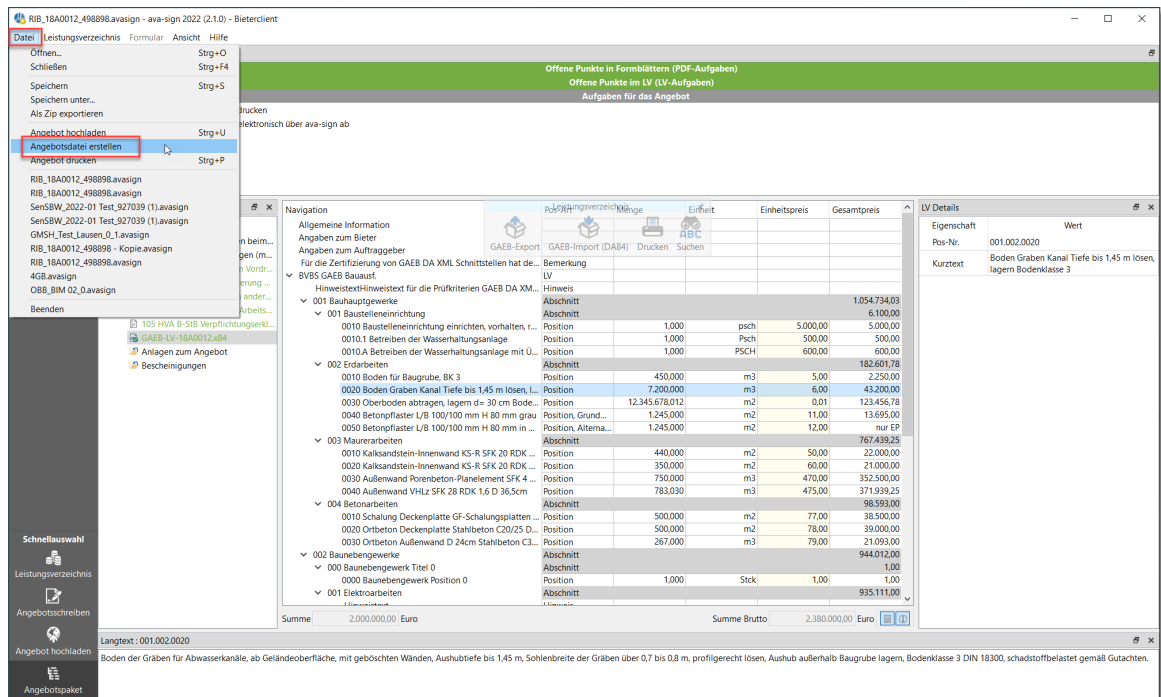 RIB_18A0012_498898.avasign - ava-sign 2022 (2.1.0) - Bieterclient
Datei Leistungsverzeichnis Formular Ansicht Hilfe
Öffnen... Strg+O
Schließen Strg+F4
Speichern Strg+S
Speichern unter...
Als Zip exportieren
Angebot hochladen Strg+U
Angebotsdatei erstellen
Angebot drucken Strg+P
RIB_18A0012_498898.avasign
RIB_18A0012_498898.avasign
SenSBW_2022-01 Test_927039 (1).avasign
SenSBW_2022-01 Test_927039 (1).avasign
GMSH_Test_Lausen_0_1.avasign
RIB_18A0012_498898 - Kopie.avasign
RIB_18A0012_498898.avasign
4GB.avasign
OBB_BIM 02_0.avasign
Beenden
Offene Punkte in Formblättern (PDF-Aufgaben)
Offene Punkte im LV (LV-Aufgaben)
Aufgaben für das Angebot
drucken
elektronisch über ava-sign ab
n beim...
gen (m...
n Vordr...
erung ...
ander...
Arbeits...
105 HVA B-StB Verpflichtungserkl...
GAEB-LV-18A0012.x84
Anlagen zum Angebot
Bescheinigungen
Schnellauswahl
Leistungsverzeichnis
Angebotsschreiben
Angebot hochladen
Angebotspaket
Navigation Pos-Art Menge Einheit Einheitspreis Gesamtpreis
Leistungsverzeichnis
GAEB-Export GAEB-Import (DA84) Drucken Suchen
ABC
Allgemeine Information
Angaben zum Bieter
Angaben zum Auftraggeber
Für die Zertifizierung von GAEB DA XML Schnittstellen hat de... Bemerkung
BVBS GAEB Bauausf. LV
HinweistextHinweistext für die Prüfkriterien GAEB DA XM... Hinweis
001 Bauhauptgewerke Abschnitt 1.054.734,03
001 Baustelleneinrichtung Abschnitt 6.100,00
0010 Baustelleneinrichtung einrichten, vorhalten, r... Position 1,000 psch 5.000,00 5.000,00
0010.1 Betreiben der Wasserhaltungsanlage Position 1,000 Psch 500,00 500,00
0010.A Betreiben der Wasserhaltungsanlage mit Ü... Position 1,000 PSCH 600,00 600,00
002 Erdarbeiten Abschnitt 182.601,78
0010 Boden für Baugrube, BK 3 Position 450,000 m3 5,00 2.250,00
0020 Boden Graben Kanal Tiefe bis 1,45 m lösen, l... Position 7.200,000 m3 6,00 43.200,00
0030 Oberboden abtragen, lagern d= 30 cm Bode... Position 12.345.678,012 m2 0,01 123.456,78
0040 Betonpflaster L/B 100/100 mm H 80 mm grau Position, Grund... 1.245,000 m2 11,00 13.695,00
0050 Betonpflaster L/B 100/100 mm H 80 mm in ... Position, Alterna... 1.245,000 m2 12,00 nur EP
003 Maurerarbeiten Abschnitt 767.439,25
0010 Kalksandstein-Innenwand KS-R SFK 20 RDK ... Position 440,000 m2 50,00 22.000,00
0020 Kalksandstein-Innenwand KS-R SFK 20 RDK ... Position 350,000 m2 60,00 21.000,00
0030 Außenwand Porenbeton-Planelement SFK 4 ... Position 750,000 m3 470,00 352.500,00
0040 Außenwand VHLz SFK 28 RDK 1,6 D 36,5cm Position 783,030 m3 475,00 371.939,25
004 Betonarbeiten Abschnitt 98.593,00
0010 Schalung Deckenplatte GF-Schalungsplatten ... Position 500,000 m2 77,00 38.500,00
0020 Ortbeton Deckenplatte Stahlbeton C20/25 D... Position 500,000 m2 78,00 39.000,00
0030 Ortbeton Außenwand D 24cm Stahlbeton C3... Position 267,000 m3 79,00 21.093,00
002 Baunebengewerke Abschnitt 944.012,00
000 Baunebengewerk Titel 0 Abschnitt 1,00
0000 Baunebengewerk Position 0 Position 1,000 Stck 1,00 1,00
001 Elektroarbeiten Abschnitt 935.111,00
Hinweistext Hinweis
Summe 2.000.000,00 Euro Summe Brutto 2.380.000,00 Euro
LV Details
Eigenschaft Wert
Pos-Nr. 001.002.0020
Kurztext Boden Graben Kanal Tiefe bis 1,45 m lösen,
lagern Bodenklasse 3
Langtext : 001.002.0020
Boden der Gräben für Abwasserkanäle, ab Geländeoberfläche, mit geböschten Wänden, Aushubtiefe bis 1,45 m, Sohlenbreite der Gräben über 0,7 bis 0,8 m, profilgerecht lösen, Aushub außerhalb Baugrube lagern, Bodenklasse 3 DIN 18300, schadstoffbelastet gemäß Gutachten.